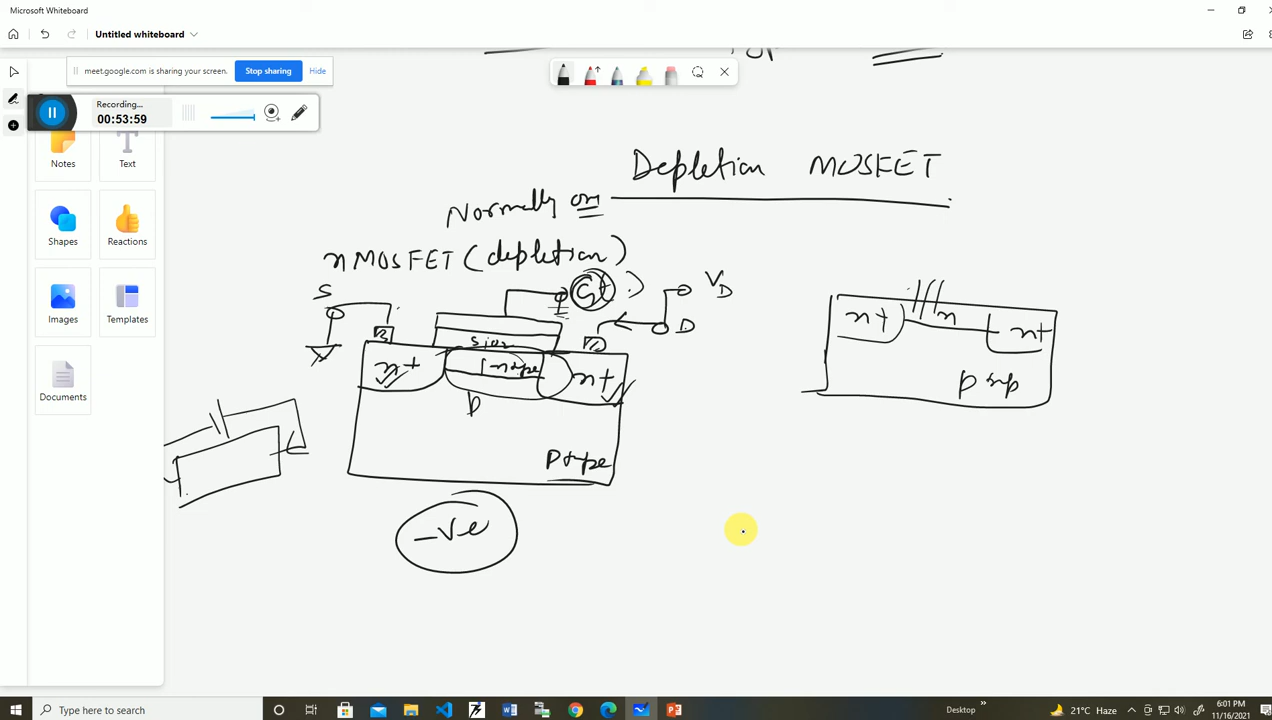 Microsoft Whiteboard
Untitled whiteboard
meet.google.com is sharing your screen.
Stop sharing
Hide
Recording...
00:53:59
Notes
Text
Shapes
Reactions
Images
Templates
Documents
Depletion MOSFET
Normally on
nMOSFET (depletion)
S
G
VD
D
n+
n-type
n+
P
P type
-ve
n+
n
n+
P
Type here to search
Desktop
21°C Haze
6:01 PM
11/16/2021